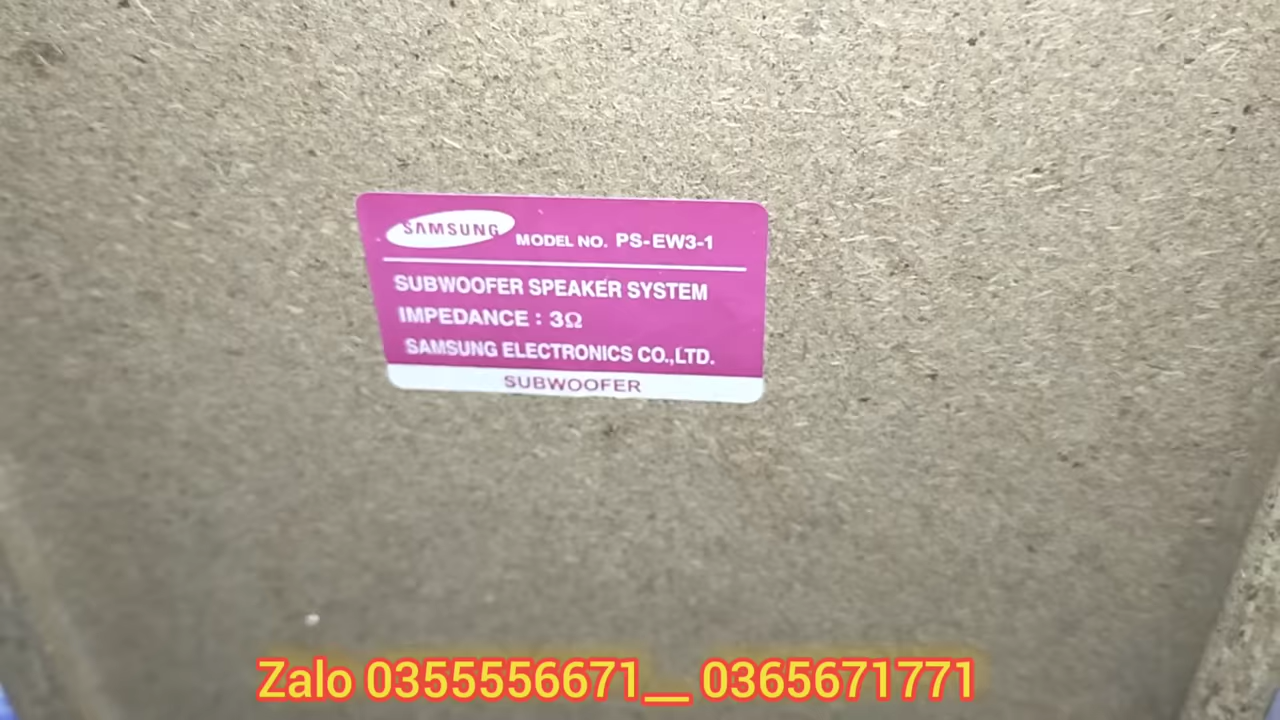 SAMSUNG MODEL NO. PS-EW3-1
SUBWOOFER SPEAKER SYSTEM
IMPEDANCE : 3Ω
SAMSUNG ELECTRONICS CO.,LTD.
SUBWOOFER
Zalo 0355556671__ 0365671771